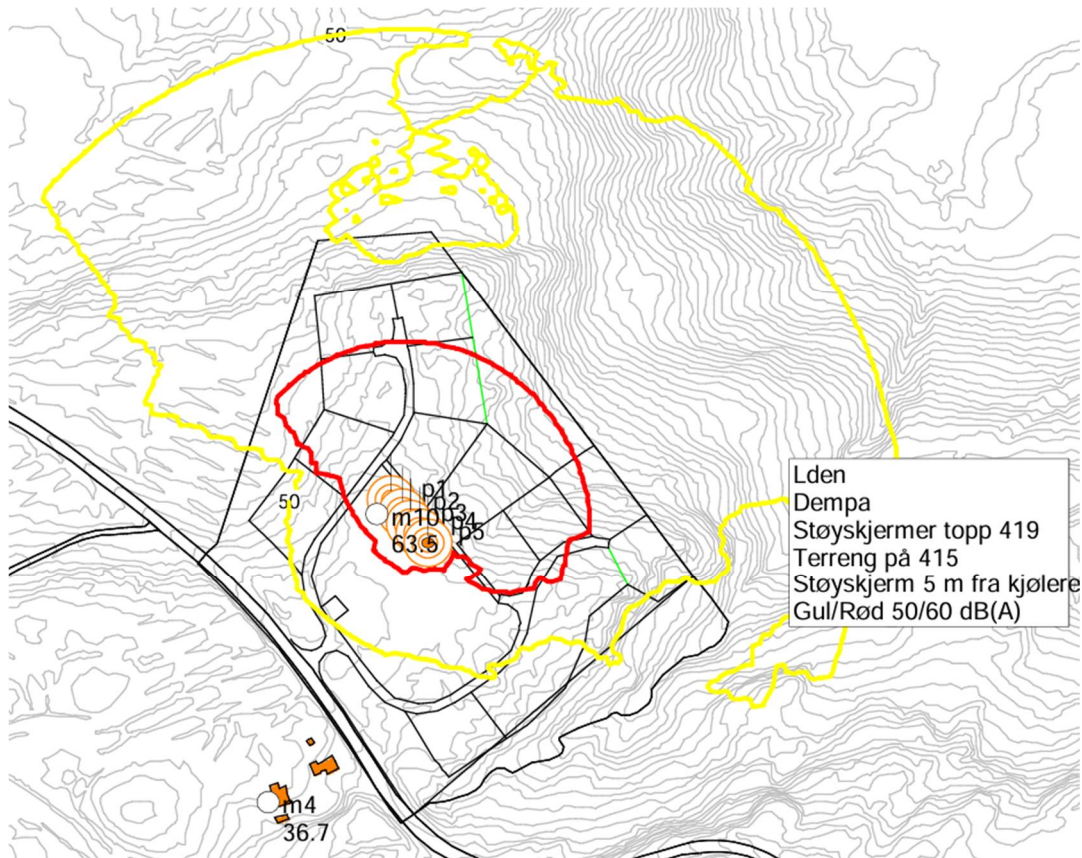 50
50
p1
p2
p3
m10
p4
p5
63.5
Lden
Dempa
Støyskjermer topp 419
Terreng på 415
Støyskjerm 5 m fra kjølere
Gul/Rød 50/60 dB(A)
m4
36.7